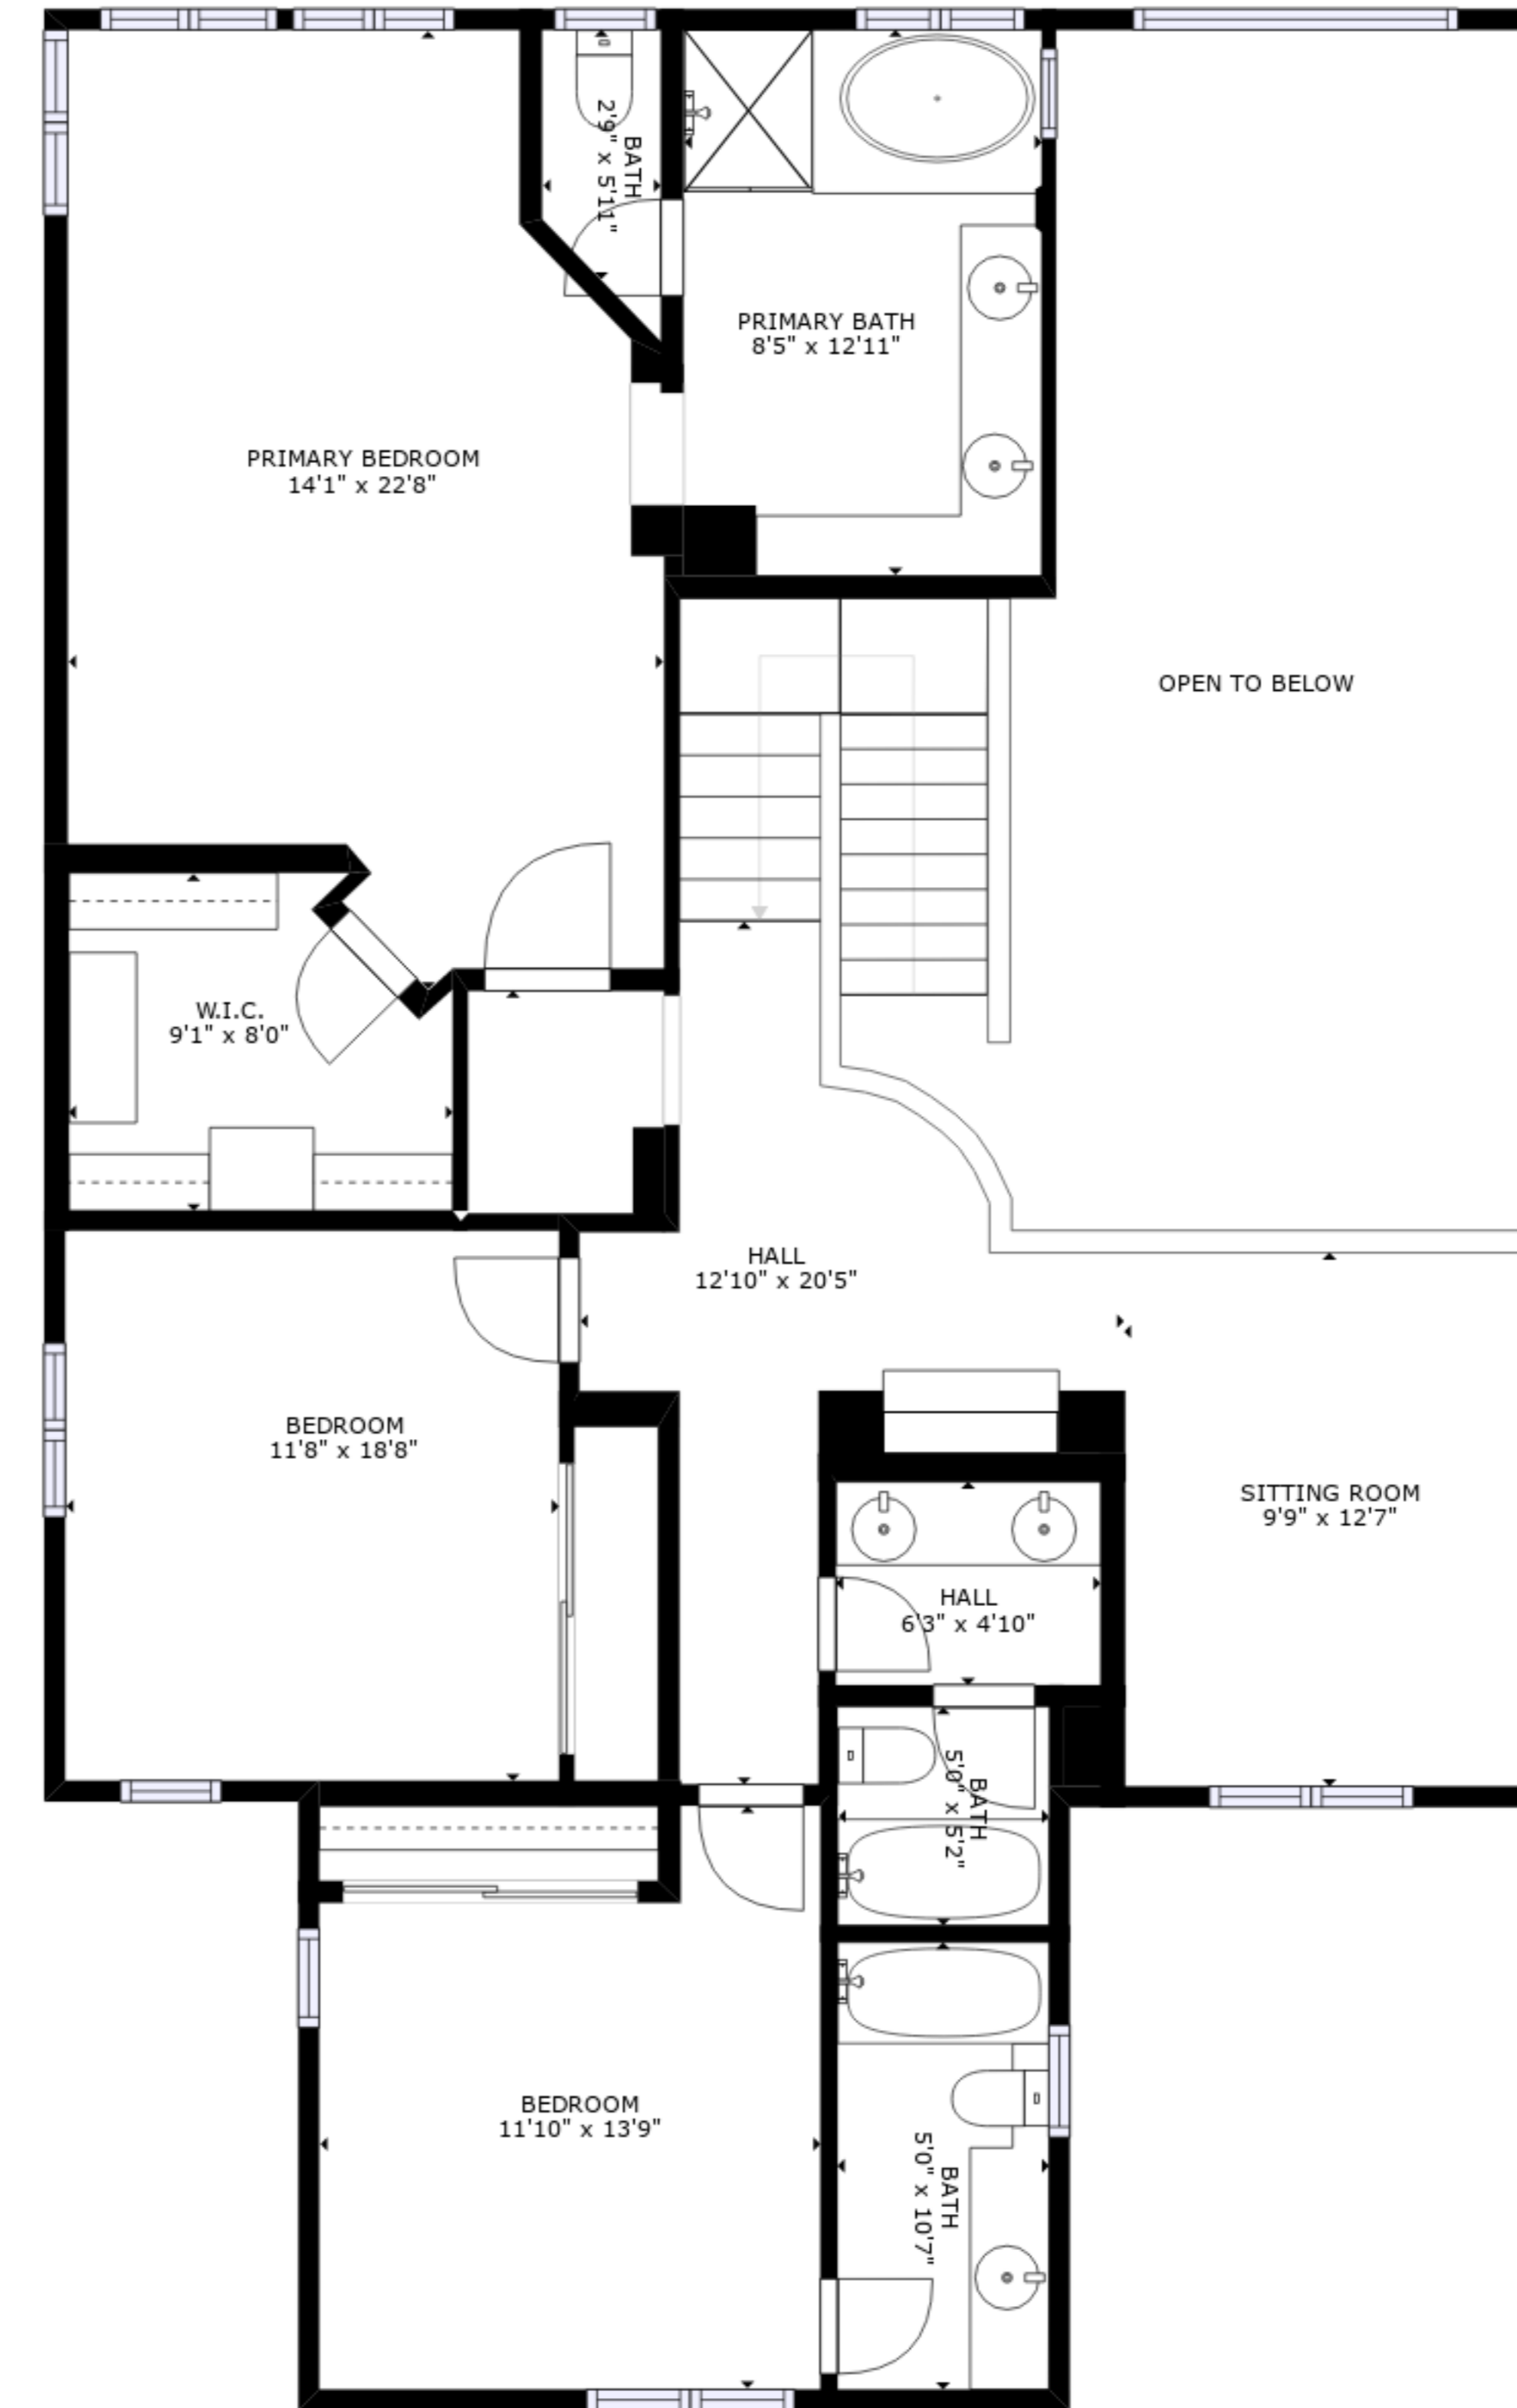 BATH
2'9" x 5'11"
PRIMARY BATH
8'5" x 12'11"
PRIMARY BEDROOM
14'1" x 22'8"
OPEN TO BELOW
W.I.C.
9'1" x 8'0"
HALL
12'10" x 20'5"
BEDROOM
11'8" x 18'8"
SITTING ROOM
9'9" x 12'7"
HALL
6'3" x 4'10"
BATH
5'0" x 5'2"
BEDROOM
11'10" x 13'9"
BATH
5'0" x 10'7"